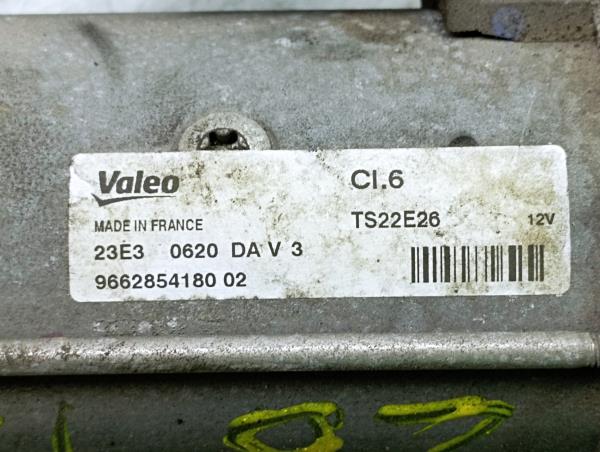 Valeo
Cl.6
MADE IN FRANCE
TS22E26
12V
23E3 0620 DA V 3
9662854180 02